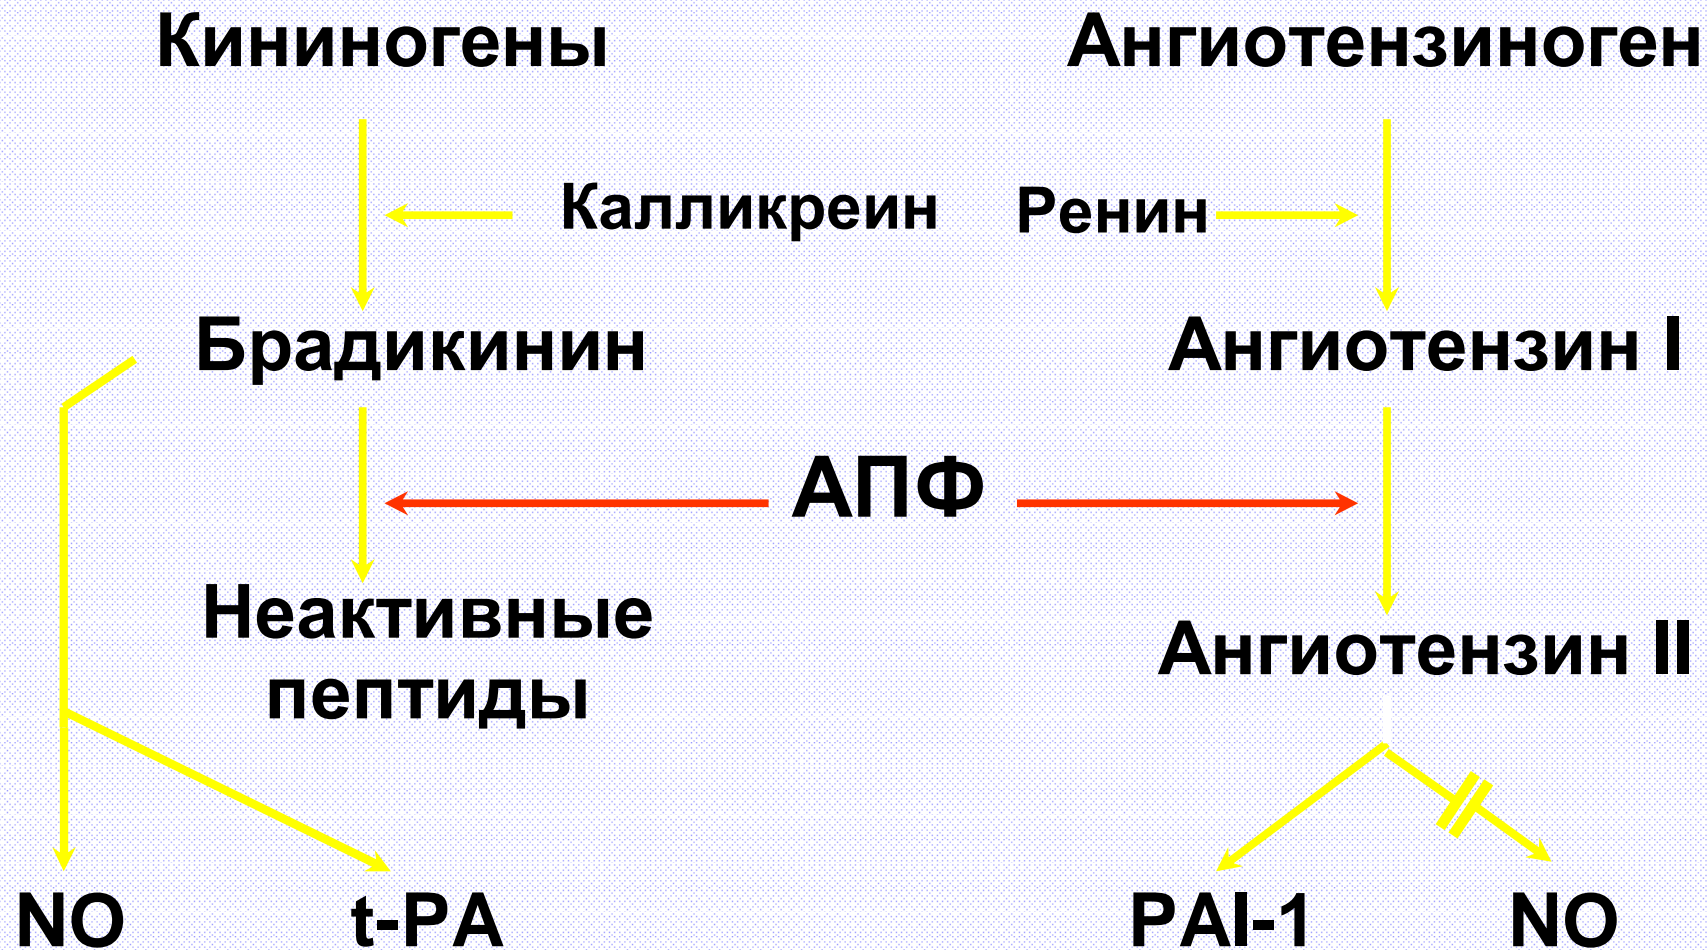 Кининогены
Ангиотензиноген
Калликреин
Ренин
Брадикинин
Ангиотензин I
АПФ
Неактивные
пептиды
Ангиотензин II
NO
t-PA
PAI-1
NO